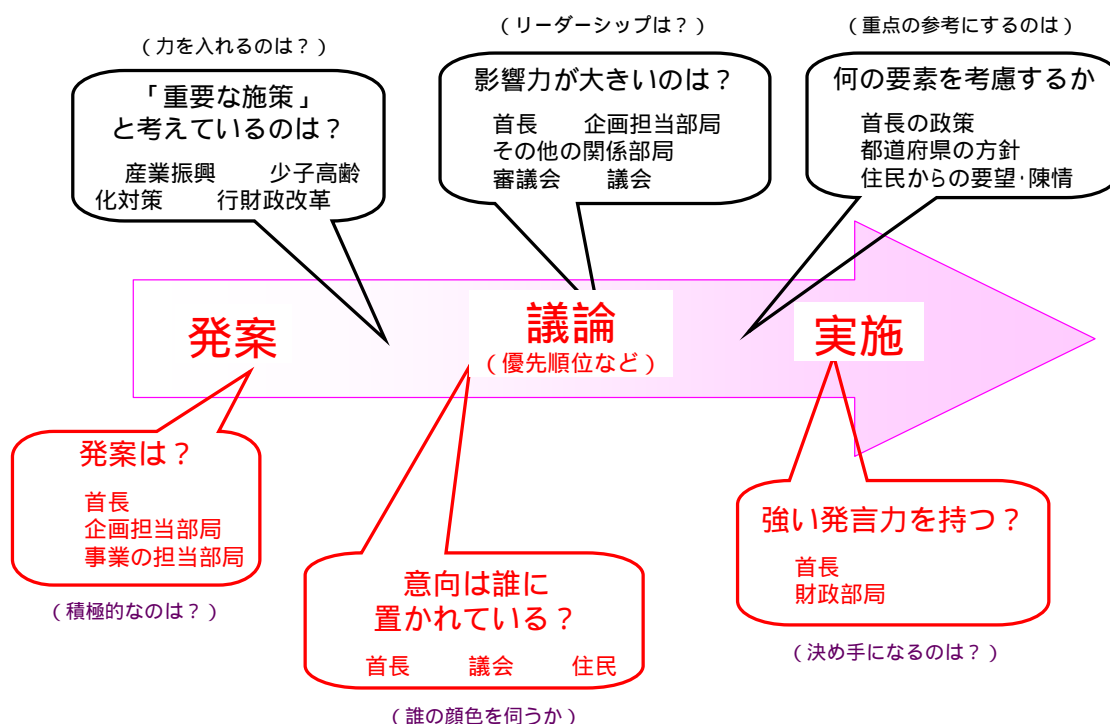 （力を入れるのは？）
「重要な施策」
と考えているのは？
産業振興　　少子高齢
化対策　　行財政改革
（リーダーシップは？）
影響力が大きいのは？
首長　　企画担当部局
その他の関係部局
審議会　　議会
（重点の参考にするのは）
何の要素を考慮するか
首長の政策
都道府県の方針
住民からの要望･陳情
発案
議論
（優先順位など）
実施
発案は？
首長
企画担当部局
事業の担当部局
（積極的なのは？）
意向は誰に
置かれている？
首長　　議会　　住民
（誰の顔色を伺うか）
強い発言力を持つ？
首長
財政部局
（決め手になるのは？）